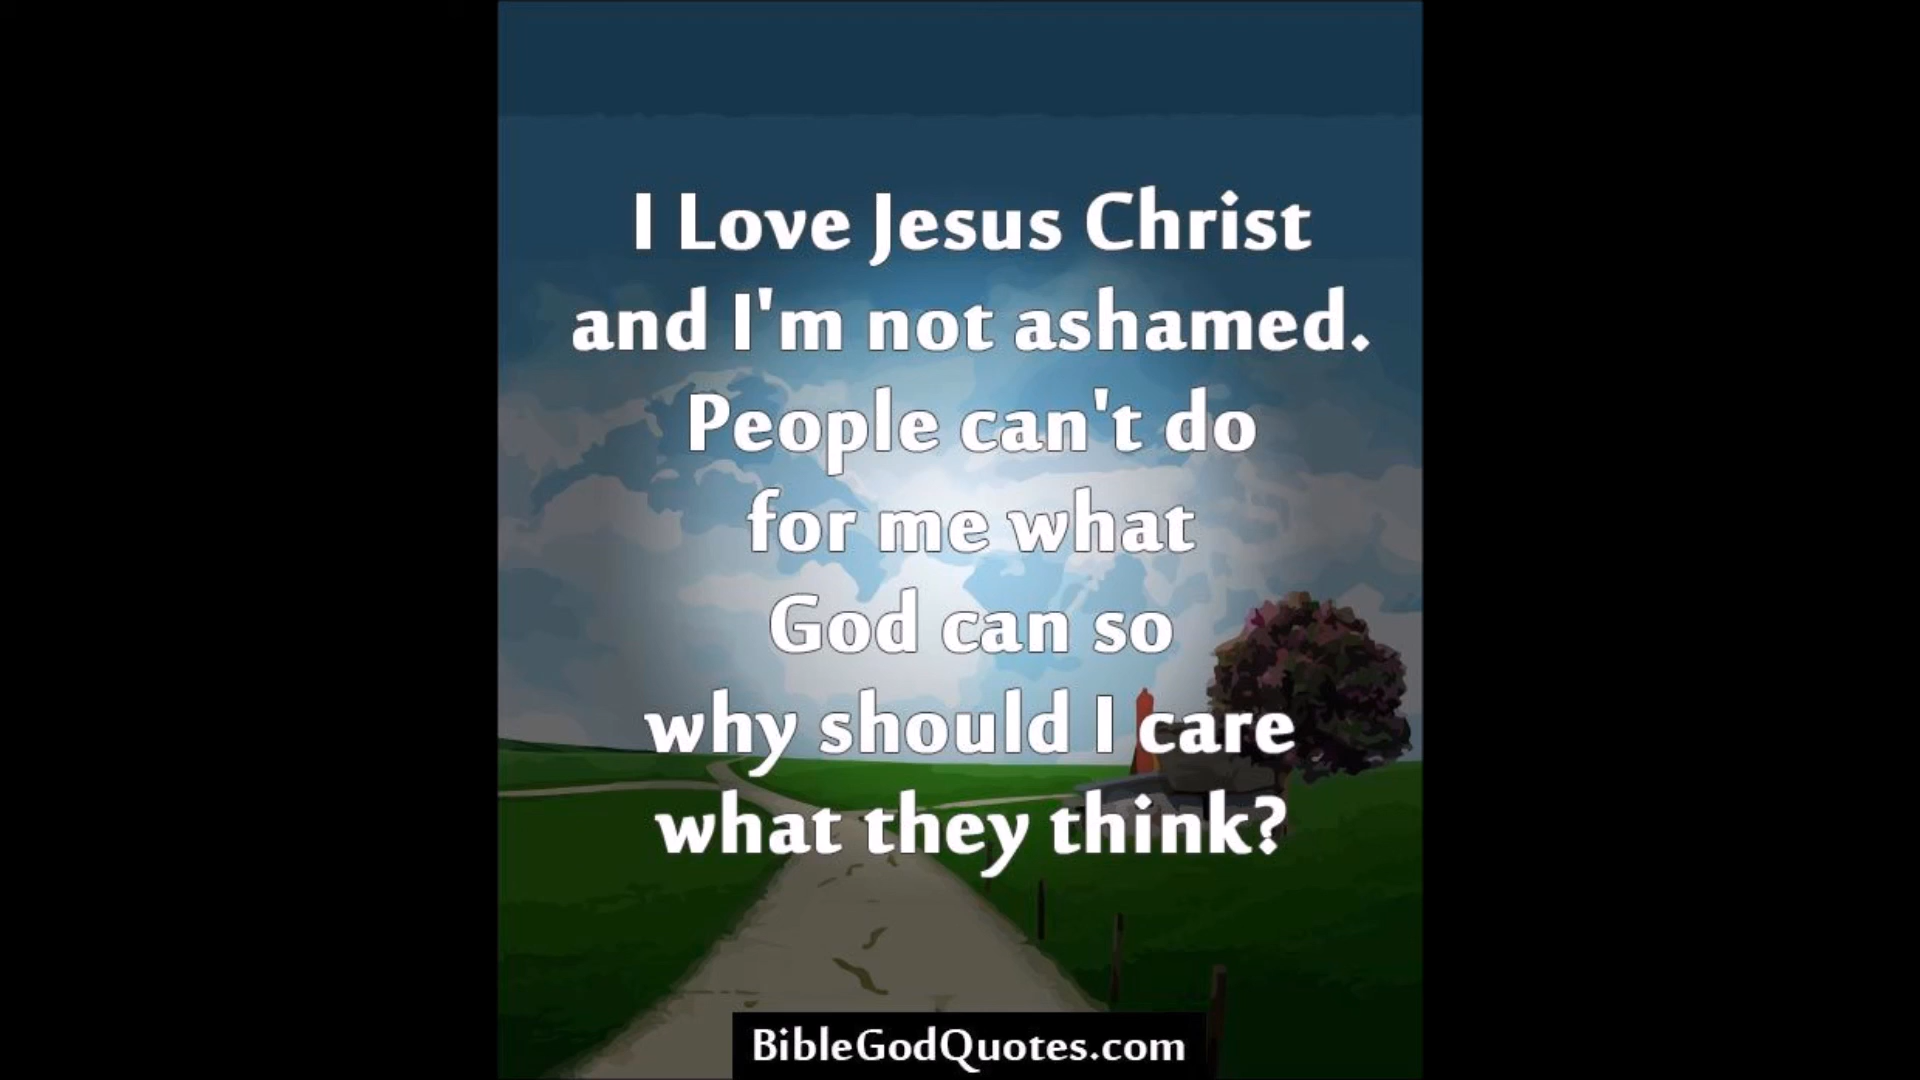 I Love Jesus Christ
and I'm not ashamed.
People can't do
for me what
God can so
why should I care
what they think?
BibleGodQuotes.com